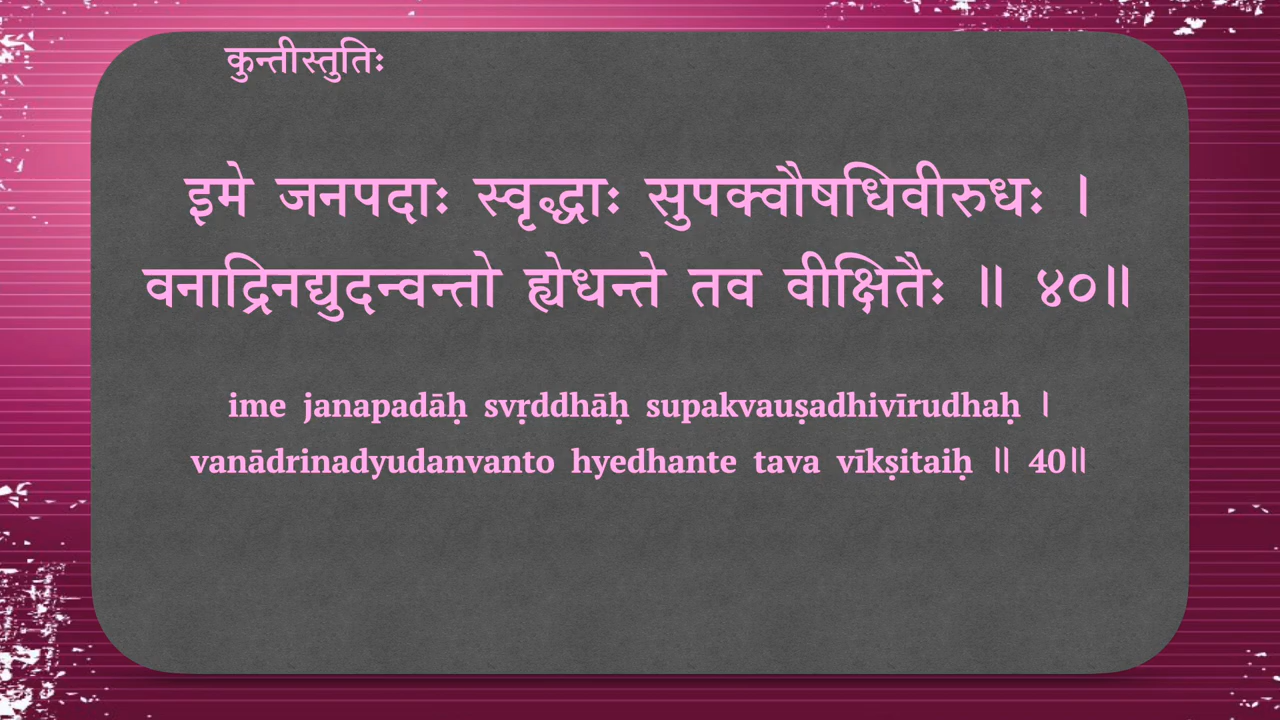 कुन्तीस्तुतिः
इमे जनपदाः स्वृद्धाः सुपक्वौषधिवीरुधः ।
वनाद्रिनद्युदन्वन्तो ह्येधन्ते तव वीक्षितैः ॥ ४०॥
ime janapadāḥ svṛddhāḥ supakvauṣadhivīrudhaḥ ।
vanādrinadyudanvanto hyedhante tava vīkṣitaiḥ ॥ 40॥